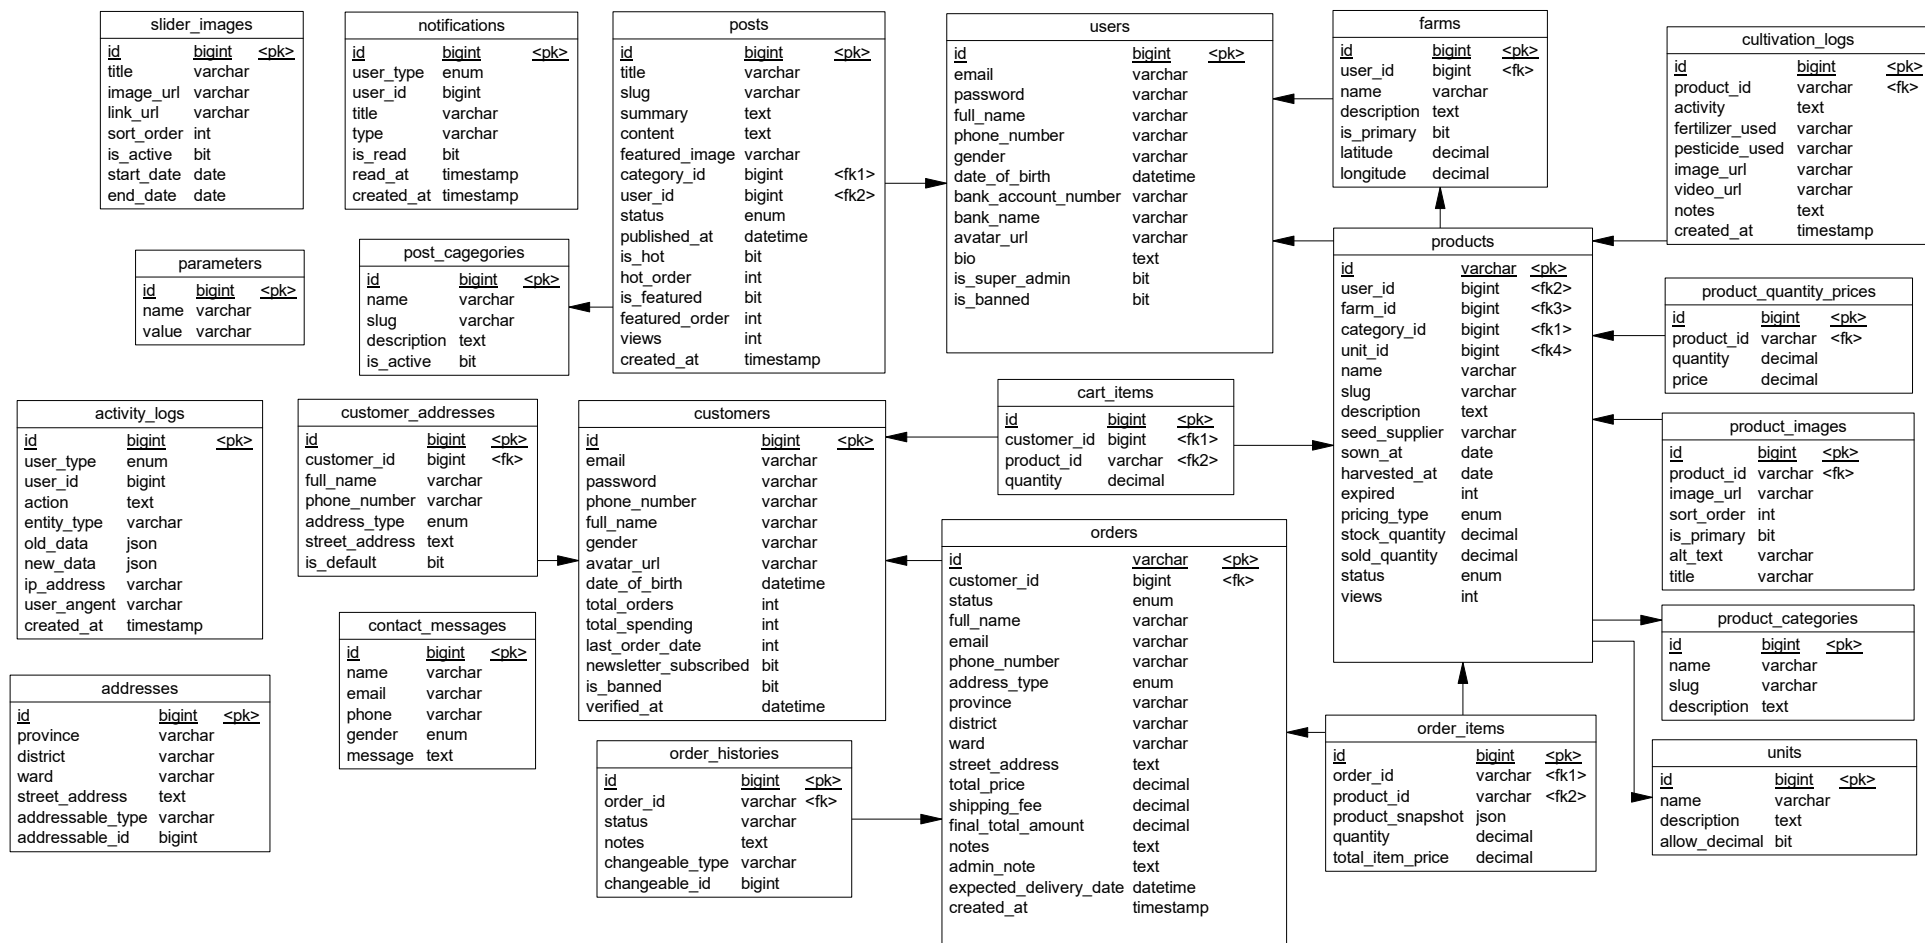 slider_images
id bigint <pk>
title varchar
image_url varchar
link_url varchar
sort_order int
is_active bit
start_date date
end_date date
notifications
id bigint <pk>
user_type enum
user_id bigint
title varchar
type varchar
is_read bit
read_at timestamp
created_at timestamp
posts
id bigint <pk>
title varchar
slug varchar
summary text
content text
featured_image varchar
category_id bigint <fk1>
user_id bigint <fk2>
status enum
published_at datetime
is_hot bit
hot_order int
is_featured bit
featured_order int
views int
created_at timestamp
users
id bigint <pk>
email varchar
password varchar
full_name varchar
phone_number varchar
gender varchar
date_of_birth datetime
bank_account_number varchar
bank_name varchar
avatar_url varchar
bio text
is_super_admin bit
is_banned bit
farms
id bigint <pk>
user_id bigint <fk>
name varchar
description text
is_primary bit
latitude decimal
longitude decimal
cultivation_logs
id bigint <pk>
product_id varchar <fk>
activity text
fertilizer_used varchar
pesticide_used varchar
image_url varchar
video_url varchar
notes text
created_at timestamp
parameters
id bigint <pk>
name varchar
value varchar
post_cagegories
id bigint <pk>
name varchar
slug varchar
description text
is_active bit
products
id varchar <pk>
user_id bigint <fk2>
farm_id bigint <fk3>
category_id bigint <fk1>
unit_id bigint <fk4>
name varchar
slug varchar
description text
seed_supplier varchar
sown_at date
harvested_at date
expired int
pricing_type enum
stock_quantity decimal
sold_quantity decimal
status enum
views int
product_quantity_prices
id bigint <pk>
product_id varchar <fk>
quantity decimal
price decimal
activity_logs
id bigint <pk>
user_type enum
user_id bigint
action text
entity_type varchar
old_data json
new_data json
ip_address varchar
user_angent varchar
created_at timestamp
customer_addresses
id bigint <pk>
customer_id bigint <fk>
full_name varchar
phone_number varchar
address_type enum
street_address text
is_default bit
customers
id bigint <pk>
email varchar
password varchar
phone_number varchar
full_name varchar
gender varchar
avatar_url varchar
date_of_birth datetime
total_orders int
total_spending int
last_order_date int
newsletter_subscribed bit
is_banned bit
verified_at datetime
cart_items
id bigint <pk>
customer_id bigint <fk1>
product_id varchar <fk2>
quantity decimal
product_images
id bigint <pk>
product_id varchar <fk>
image_url varchar
sort_order int
is_primary bit
alt_text varchar
title varchar
orders
id varchar <pk>
customer_id bigint <fk>
status enum
full_name varchar
email varchar
phone_number varchar
address_type enum
province varchar
district varchar
ward varchar
street_address text
total_price decimal
shipping_fee decimal
final_total_amount decimal
notes text
admin_note text
expected_delivery_date datetime
created_at timestamp
contact_messages
id bigint <pk>
name varchar
email varchar
phone varchar
gender enum
message text
product_categories
id bigint <pk>
name varchar
slug varchar
description text
addresses
id bigint <pk>
province varchar
district varchar
ward varchar
street_address text
addressable_type varchar
addressable_id bigint
order_histories
id bigint <pk>
order_id varchar <fk>
status varchar
notes text
changeable_type varchar
changeable_id bigint
order_items
id bigint <pk>
order_id varchar <fk1>
product_id varchar <fk2>
product_snapshot json
quantity decimal
total_item_price decimal
units
id bigint <pk>
name varchar
description text
allow_decimal bit